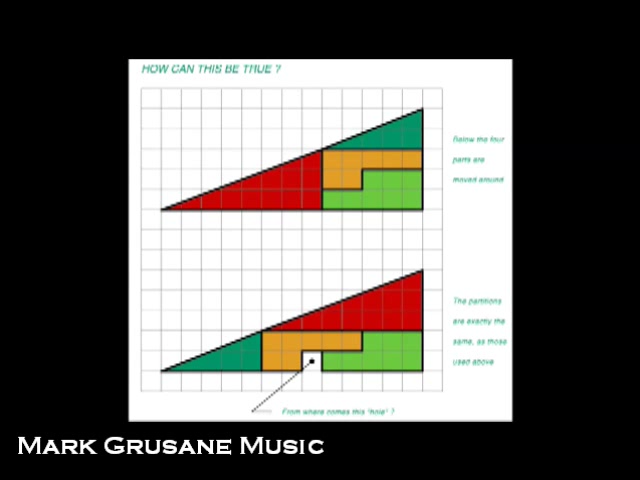 HOW CAN THIS BE TRUE ?
Below the four
parts are
moved around
The partitions
are exactly the
same, as those
used above
From where comes this "hole" ?
MARK GRUSANE MUSIC